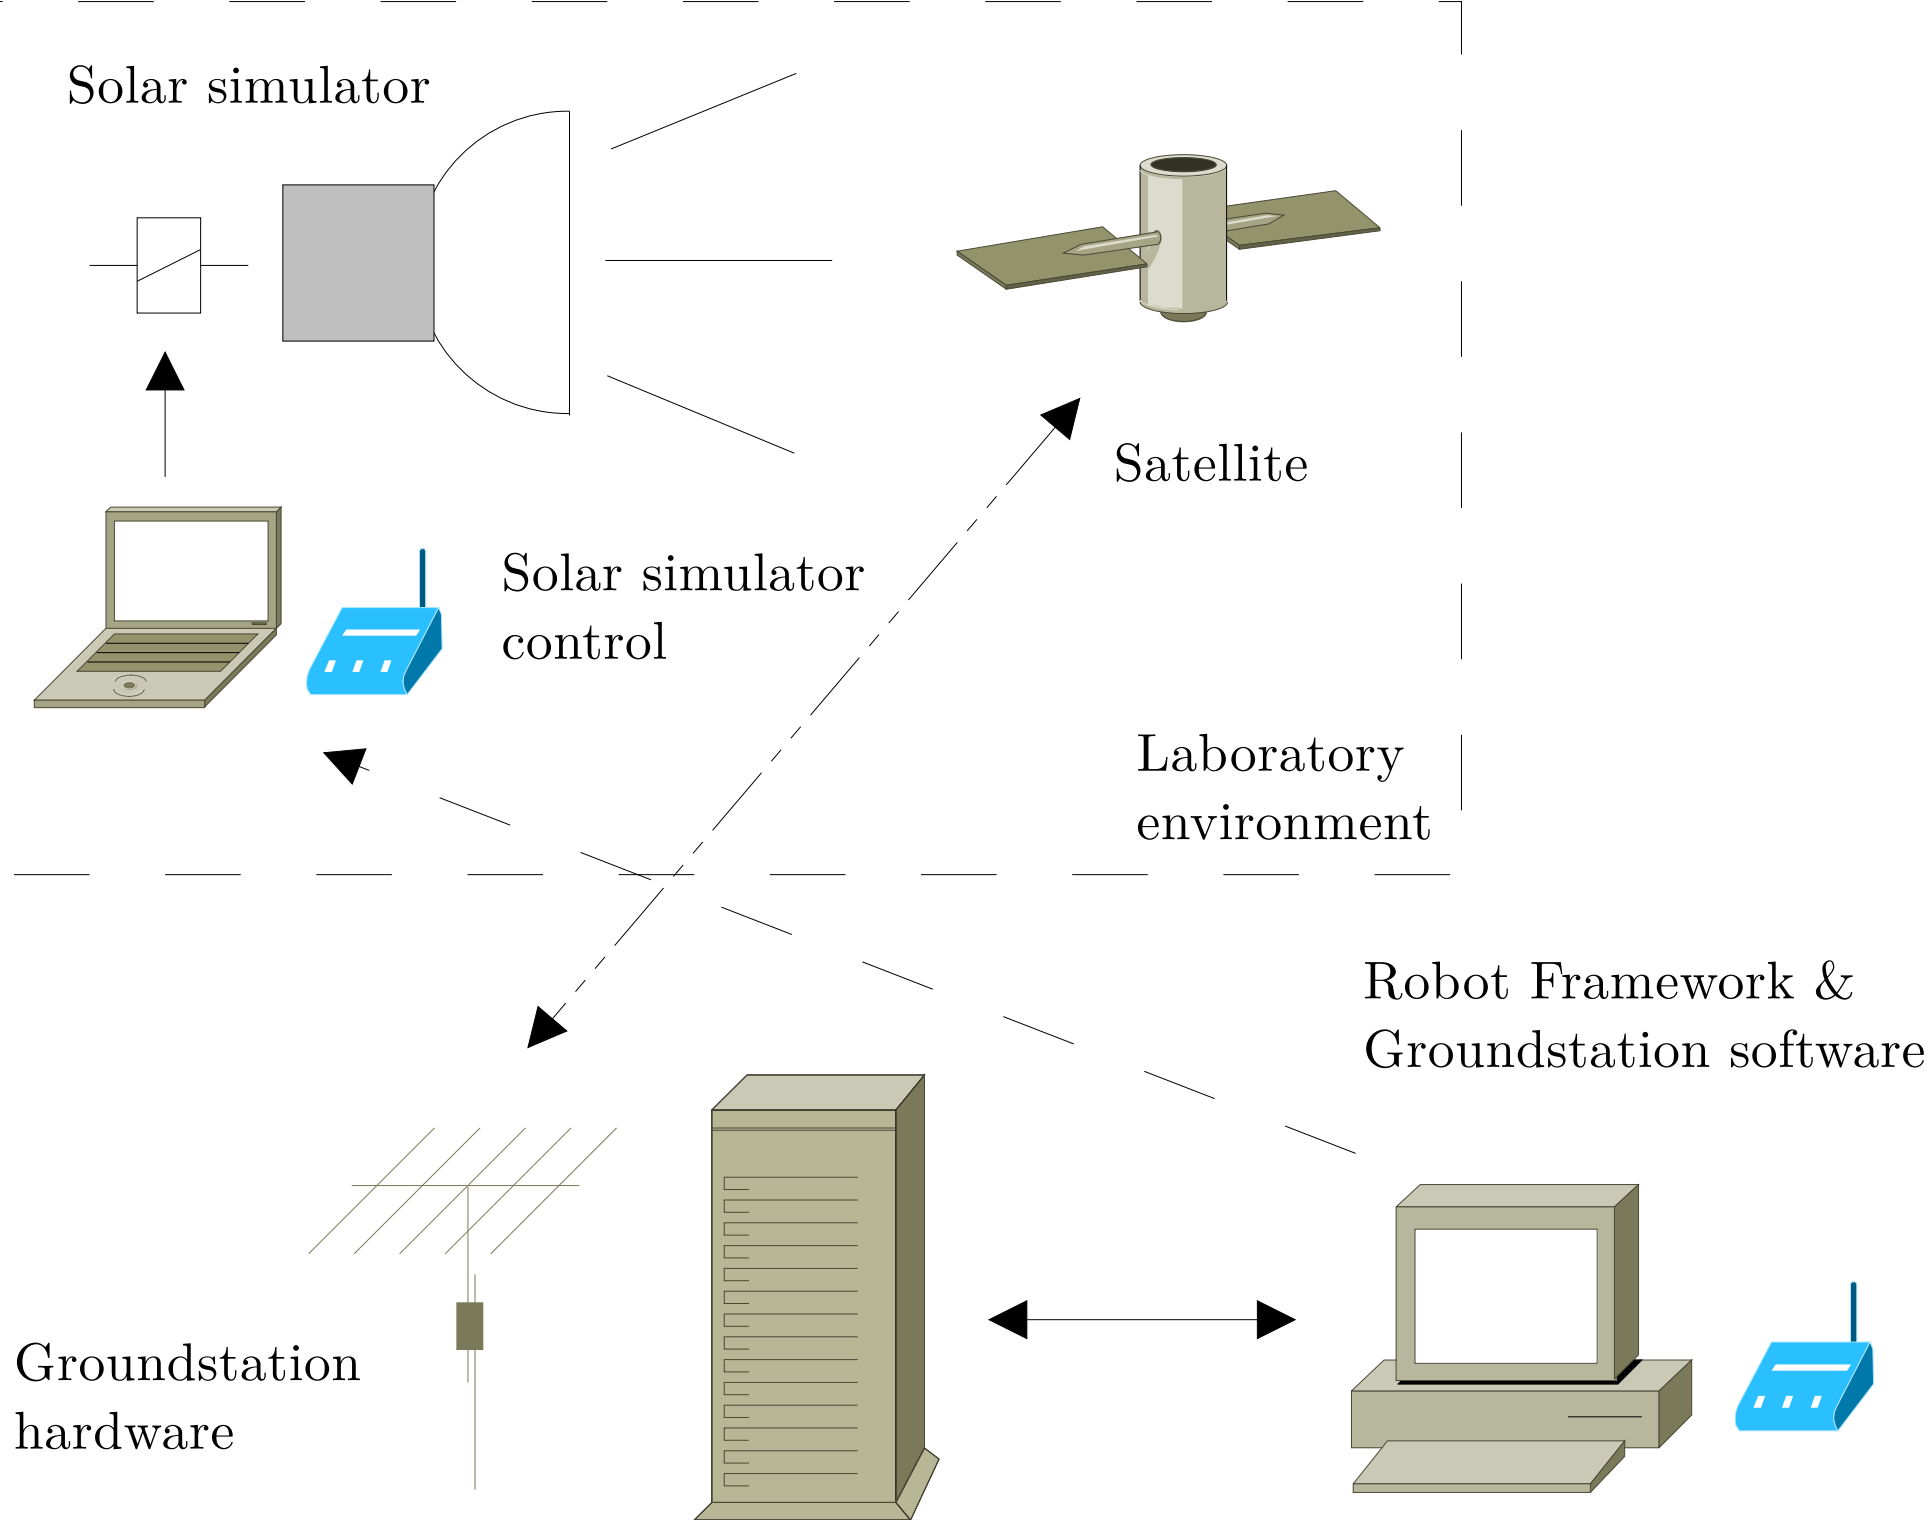 Solar simulator
Satellite
Solar simulator
control
Laboratory
environment
Robot Framework &
Groundstation software
Groundstation
hardware